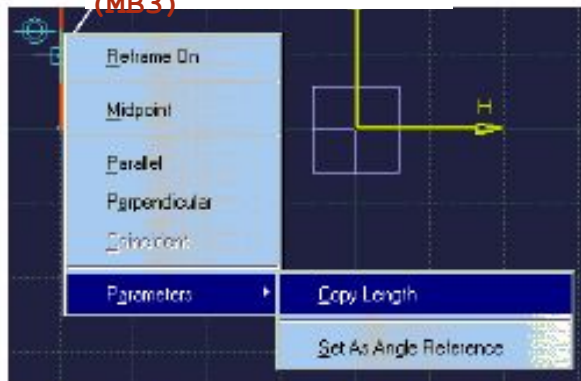 (MB3)
Reframe On
Midpoint
Parallel
Perpendicular
Coincident
Parameters
Copy Length
Set As Angle Reference
H